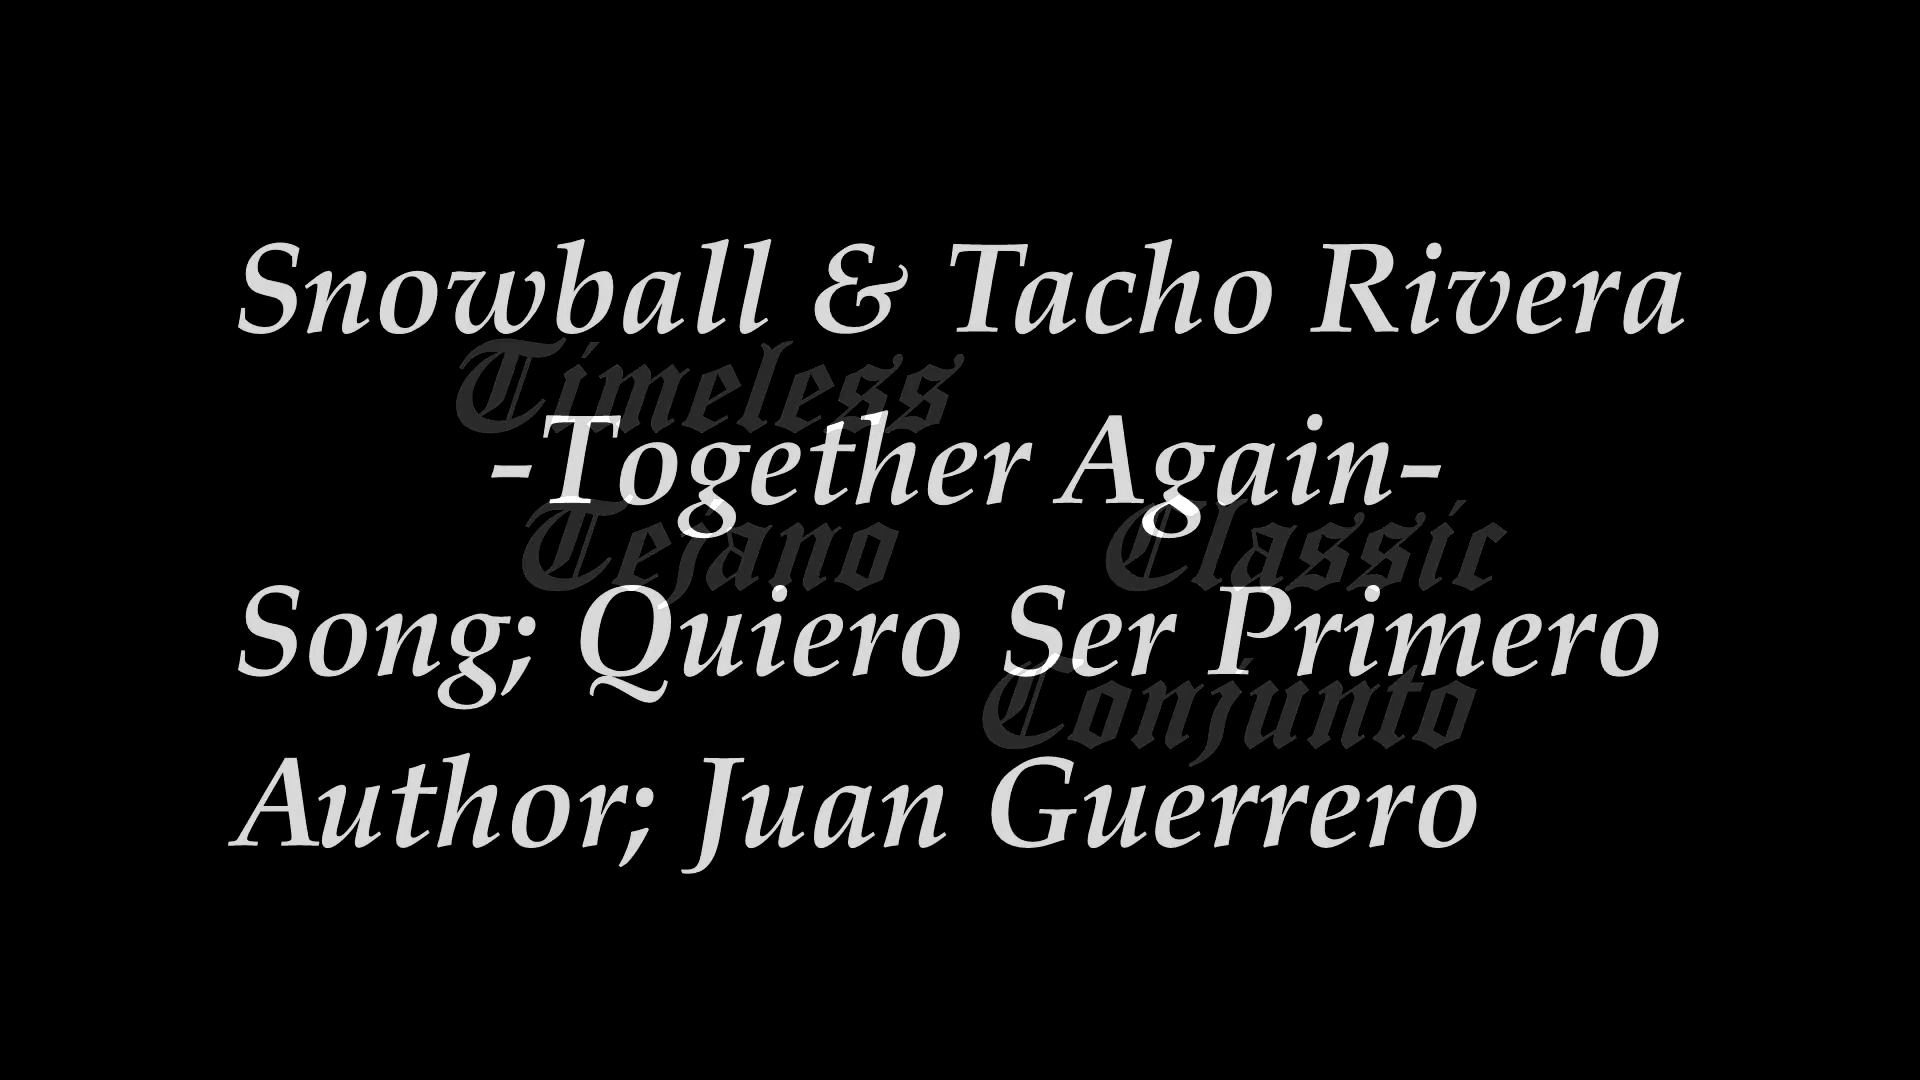 Snowball & Tacho Rivera
Timeless
-Together Again-
Tejano Classic
Song; Quiero Ser Primero
Conjunto
Author; Juan Guerrero